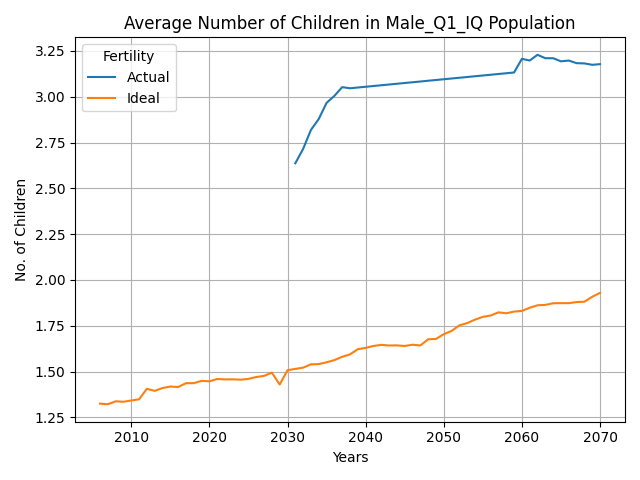 Average Number of Children in Male_Q1_IQ Population
Fertility
Actual
Ideal
3.25
3.00
2.75
2.50
2.25
2.00
1.75
1.50
1.25
No. of Children
2010 2020 2030 2040 2050 2060 2070
Years